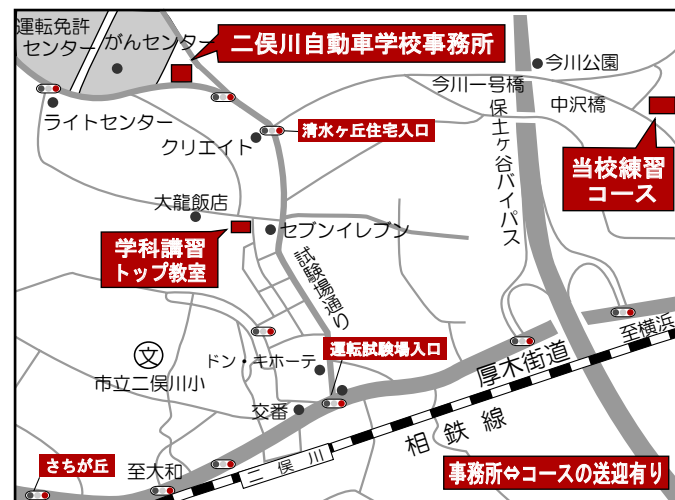 運転免許
センター
がんセンター
二俣川自動車学校事務所
今川公園
今川一号橋
中沢橋
ライトセンター
清水ヶ丘住宅入口
クリエイト
保土ヶ谷バイパス
当校練習
コース
大龍飯店
セブンイレブン
学科講習
トップ教室
試験場通り
文
市立二俣川小
ドン・キホーテ
運転試験場入口
至横浜
厚木街道
交番
相鉄線
さちが丘
至大和
二俣川
事務所⇔コースの送迎有り